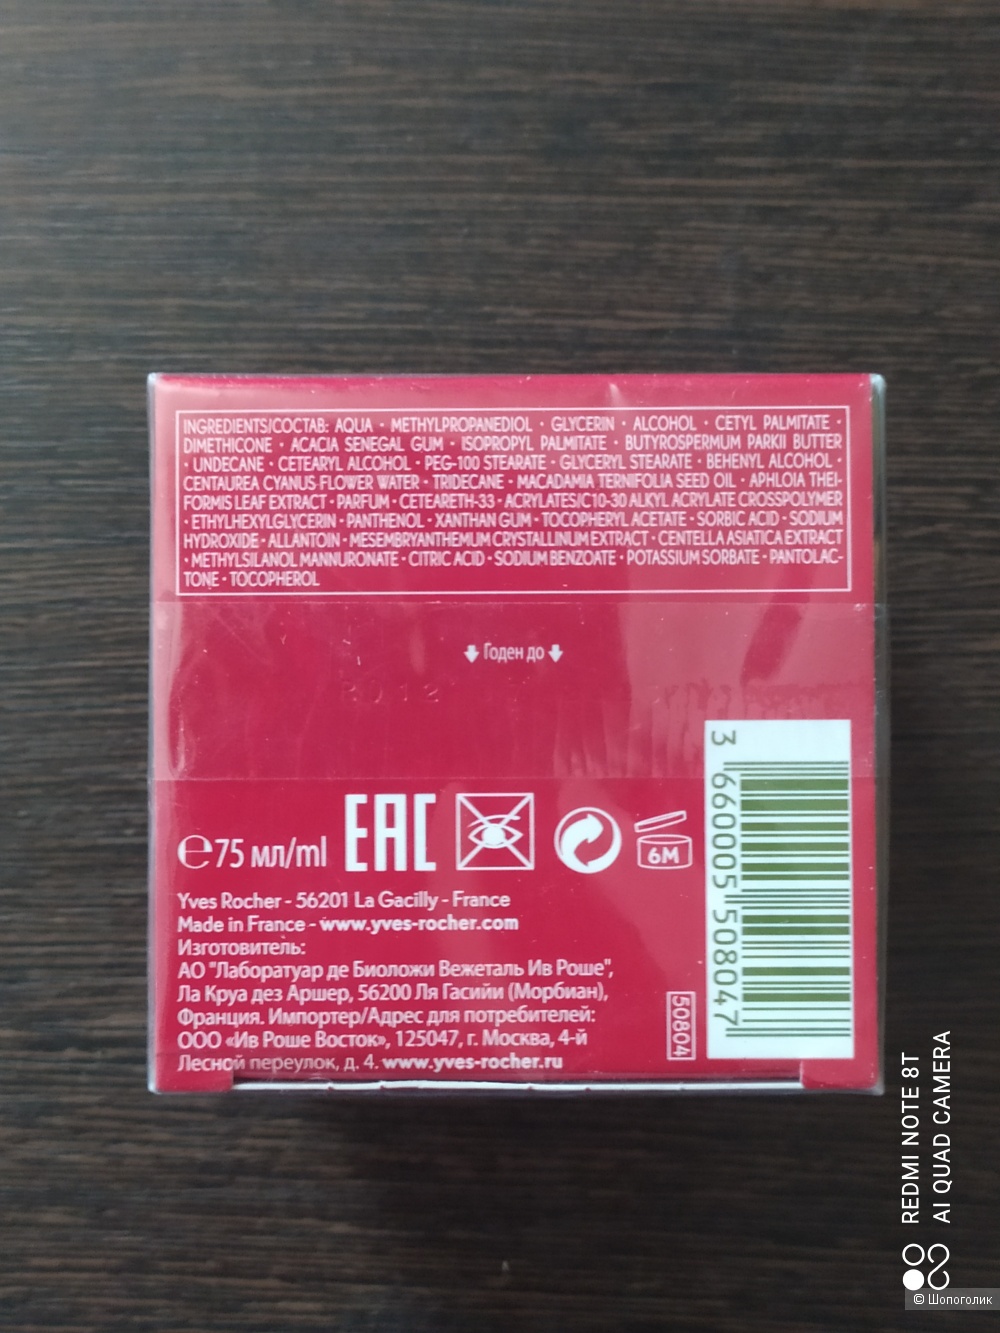 INGREDIENTS/СОСТАВ: AQUA · METHYLPROPANEDIOL · GLYCERIN · ALCOHOL · CETYL PALMITATE ·
DIMETHICONE · ACACIA SENEGAL GUM · ISOPROPYL PALMITATE · BUTYROSPERMUM PARKII BUTTER
· UNDECANE · CETEARYL ALCOHOL · PEG-100 STEARATE · GLYCERYL STEARATE · BEHENYL ALCOHOL ·
CENTAUREA CYANUS FLOWER WATER · TRIDECANE · MACADAMIA TERNIFOLIA SEED OIL · APHLOIA THEI-
FORMIS LEAF EXTRACT · PARFUM · CETEARETH-33 · ACRYLATES/C10-30 ALKYL ACRYLATE CROSSPOLYMER
· ETHYLHEXYLGLYCERIN · PANTHENOL · XANTHAN GUM · TOCOPHERYL ACETATE · SORBIC ACID · SODIUM
HYDROXIDE · ALLANTOIN · MESEMBRYANTHEMUM CRYSTALLINUM EXTRACT · CENTELLA ASIATICA EXTRACT
· METHYLSILANOL MANNURONATE · CITRIC ACID · SODIUM BENZOATE · POTASSIUM SORBATE · PANTOLAC-
TONE · TOCOPHEROL
Годен до
℮75 мл/ml EAC 6M
Yves Rocher - 56201 La Gacilly - France
Made in France - www.yves-rocher.com
Изготовитель:
АО "Лаборатуар де Биоложи Вежеталь Ив Роше",
Ла Круа дез Аршер, 56200 Ля Гасийи (Морбиан),
Франция. Импортер/Адрес для потребителей:
ООО «Ив Роше Восток», 125047, г. Москва, 4-й
Лесной переулок, д. 4. www.yves-rocher.ru
50804
3 660005 508047
REDMI NOTE 8T
AI QUAD CAMERA
© Шопоголик